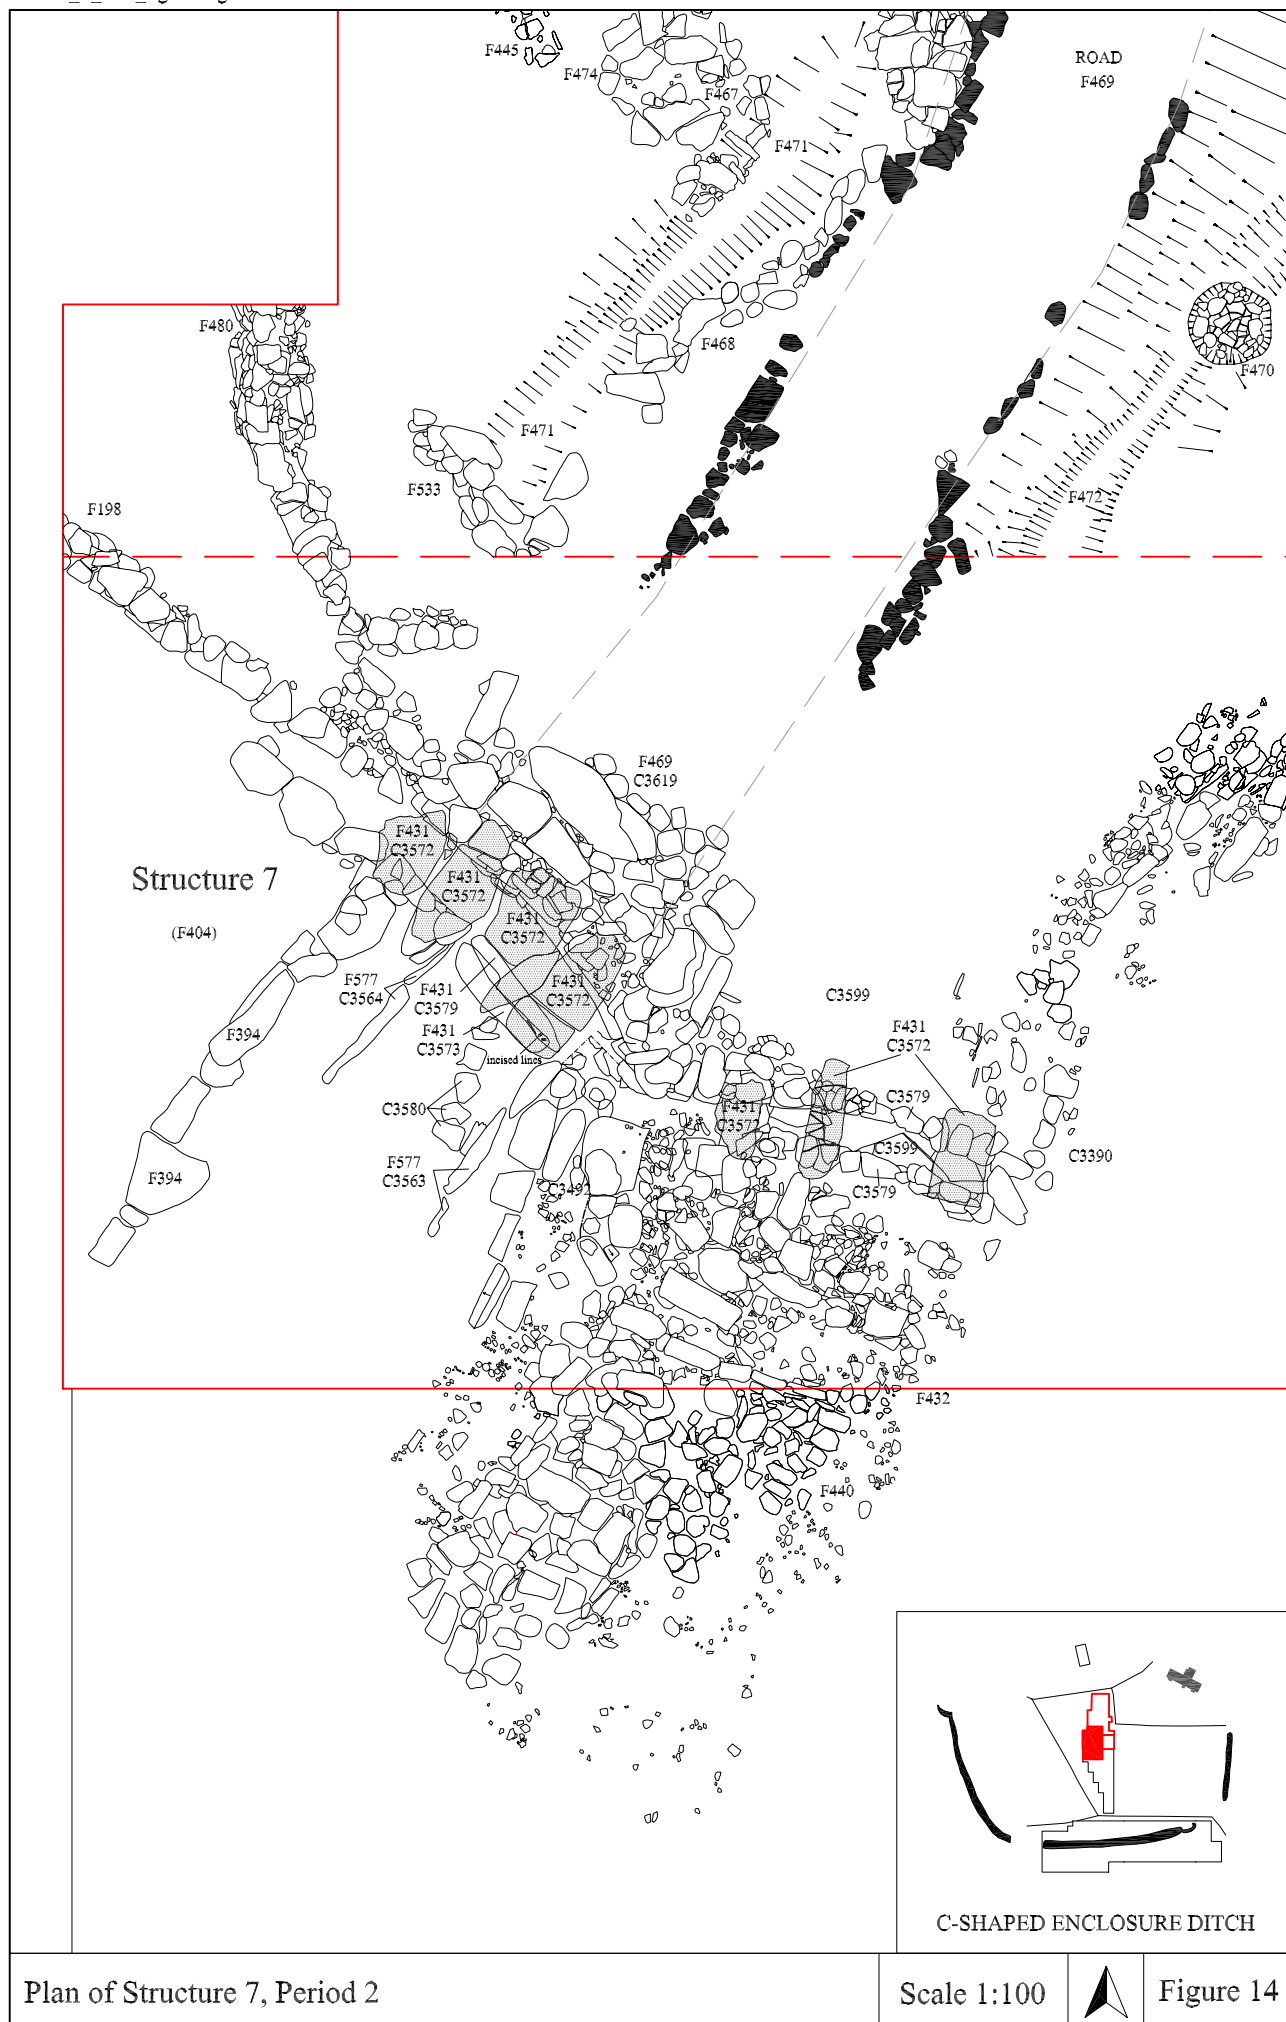 F445
F474
F467
ROAD
F469
F471
F480
F468
F470
F471
F533
F472
F198
F469
C3619
F431
C3572
Structure 7
F431
C3572
(F404)
F431
C3572
F577
C3564
F431
C3579
F431
C3572
C3599
F394
F431
C3573
F431
C3572
incised lines
C3580
F431
C3572
C3579
C3599
C3390
F394
F577
C3563
C3492
C3579
F432
F440
C-SHAPED ENCLOSURE DITCH
Plan of Structure 7, Period 2
Scale 1:100
Figure 14